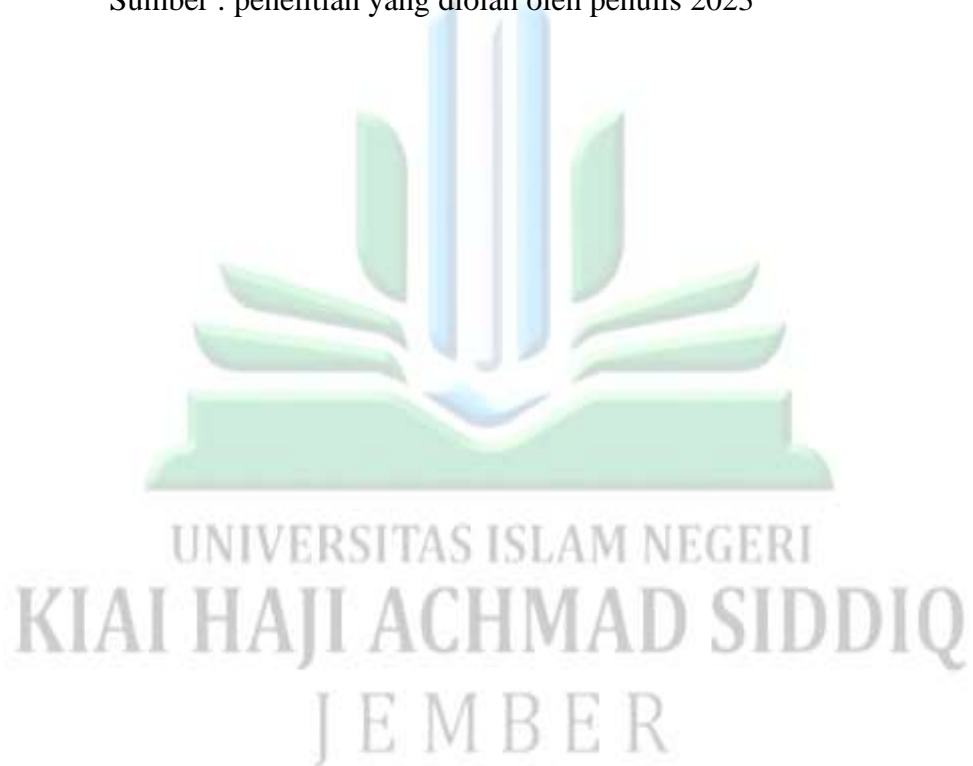 Sumber : penelitian yang diolah oleh penulis 2023
UNIVERSITAS ISLAM NEGERI
KIAI HAJI ACHMAD SIDDIQ
JEMBER